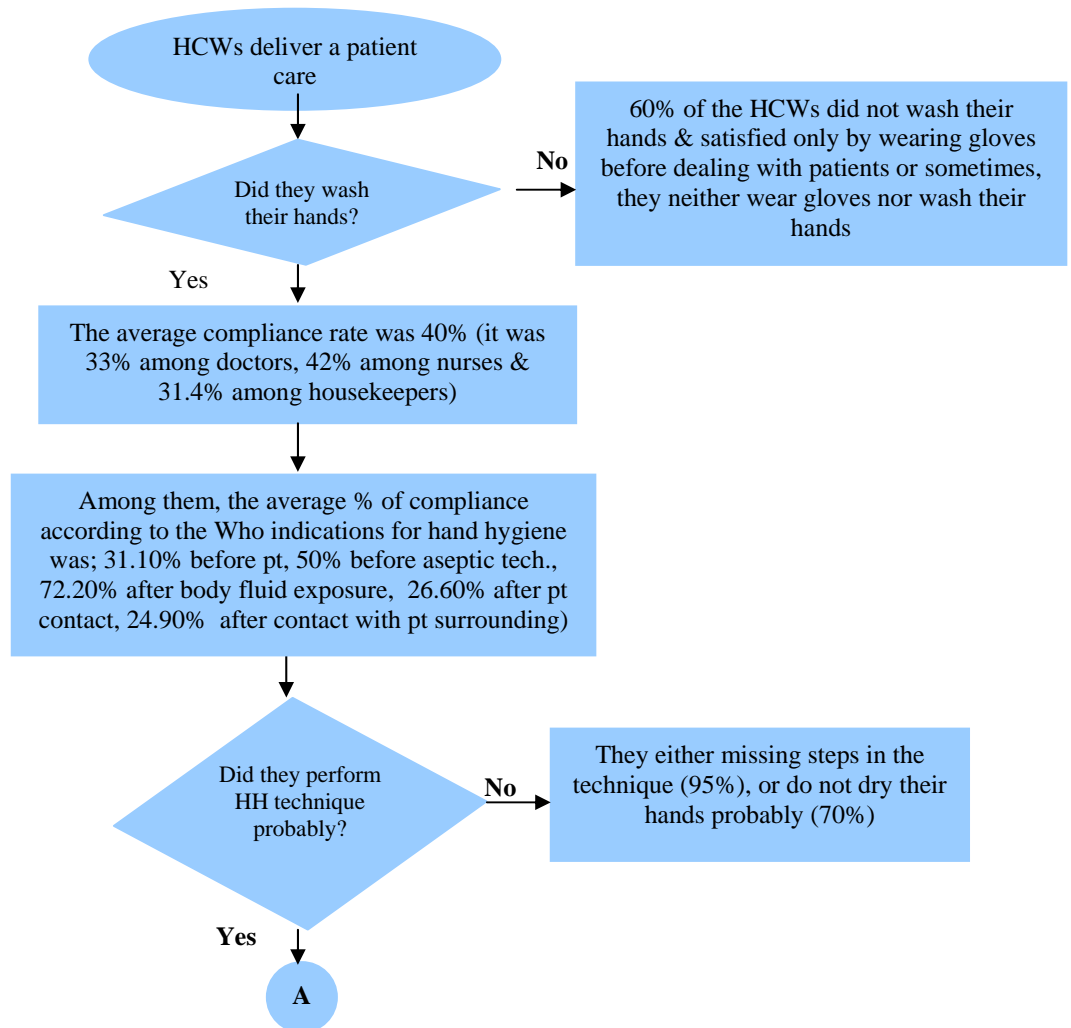 HCWs deliver a patient
care
60% of the HCWs did not wash their
hands & satisfied only by wearing gloves
before dealing with patients or sometimes,
they neither wear gloves nor wash their
hands
No
Did they wash
their hands?
Yes
The average compliance rate was 40% (it was
33% among doctors, 42% among nurses &
31.4% among housekeepers)
Among them, the average % of compliance
according to the Who indications for hand hygiene
was; 31.10% before pt, 50% before aseptic tech.,
72.20% after body fluid exposure, 26.60% after pt
contact, 24.90% after contact with pt surrounding)
Did they perform
HH technique
probably?
No
They either missing steps in the
technique (95%), or do not dry their
hands probably (70%)
Yes
A